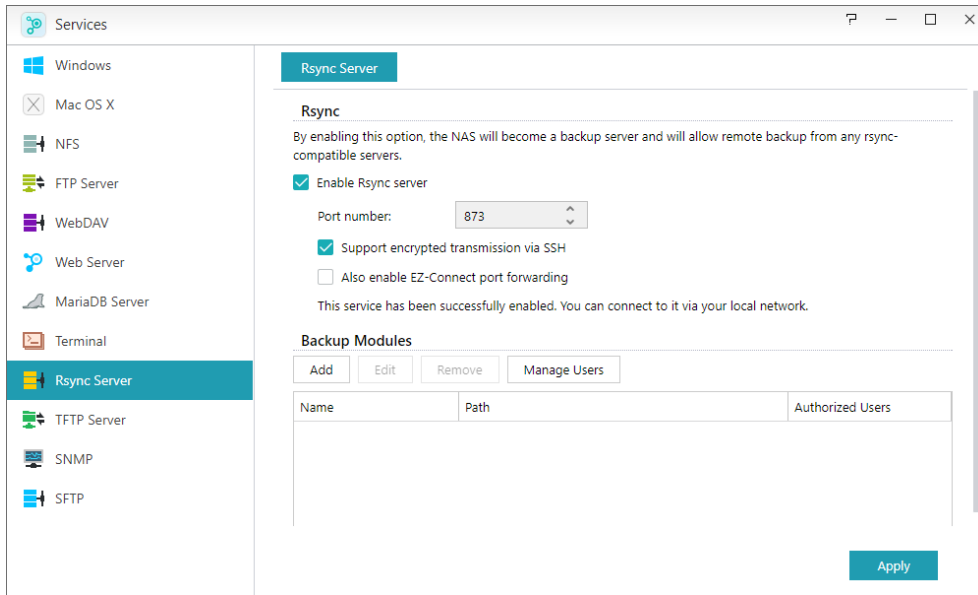 Services
Windows
Mac OS X
NFS
FTP Server
WebDAV
Web Server
MariaDB Server
Terminal
Rsync Server
TFTP Server
SNMP
SFTP
Rsync Server
Rsync
By enabling this option, the NAS will become a backup server and will allow remote backup from any rsync-
compatible servers.
Enable Rsync server
Port number: 873
Support encrypted transmission via SSH
Also enable EZ-Connect port forwarding
This service has been successfully enabled. You can connect to it via your local network.
Backup Modules
Add Edit Remove Manage Users
Name Path Authorized Users
Apply